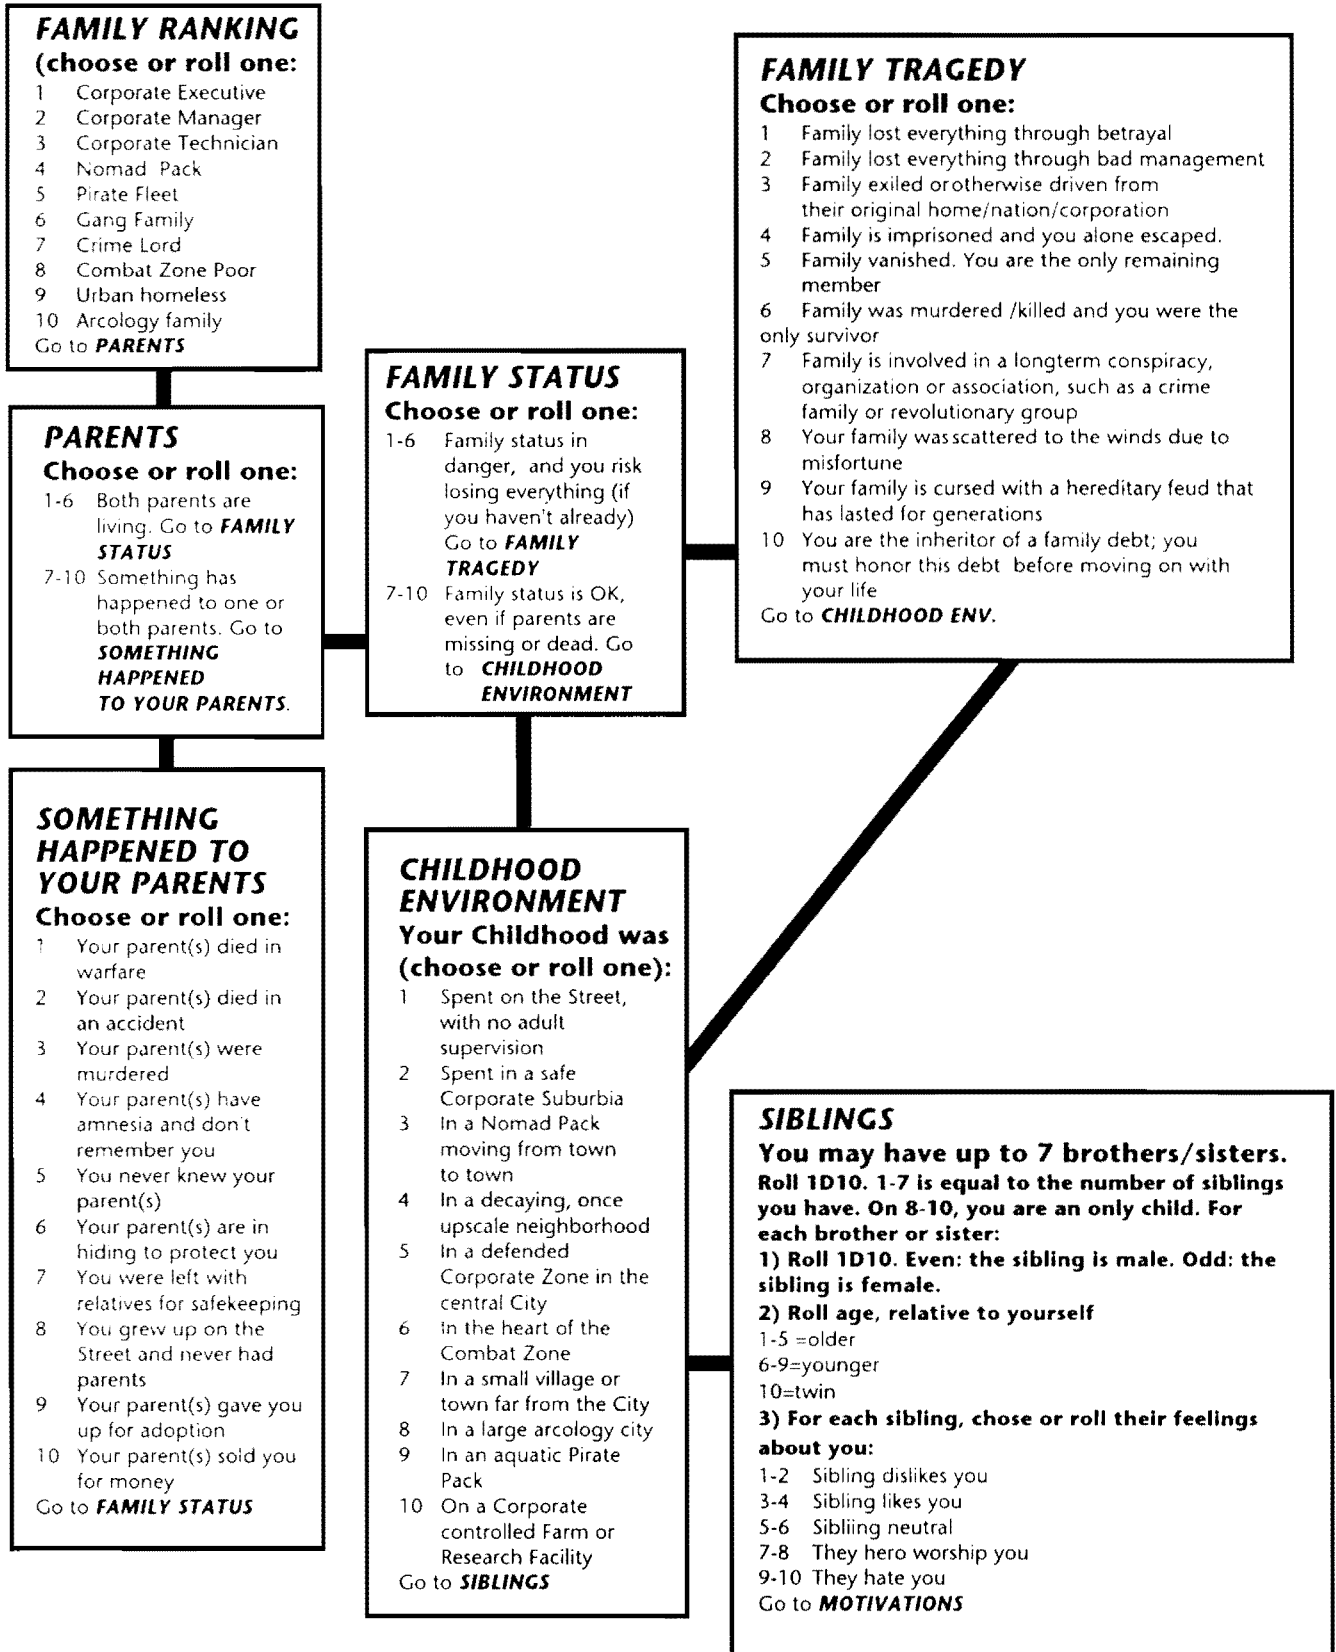 FAMILY RANKING
(choose or roll one:
1 Corporate Executive
2 Corporate Manager
3 Corporate Technician
4 Nomad Pack
5 Pirate Fleet
6 Gang Family
7 Crime Lord
8 Combat Zone Poor
9 Urban homeless
10 Arcology family
Go to PARENTS
PARENTS
Choose or roll one:
1-6 Both parents are
living. Go to FAMILY
STATUS
7-10 Something has
happened to one or
both parents. Go to
SOMETHING
HAPPENED
TO YOUR PARENTS.
SOMETHING
HAPPENED TO
YOUR PARENTS
Choose or roll one:
1 Your parent(s) died in
warfare
2 Your parent(s) died in
an accident
3 Your parent(s) were
murdered
4 Your parent(s) have
amnesia and don't
remember you
5 You never knew your
parent(s)
6 Your parent(s) are in
hiding to protect you
7 You were left with
relatives for safekeeping
8 You grew up on the
Street and never had
parents
9 Your parent(s) gave you
up for adoption
10 Your parent(s) sold you
for money
Go to FAMILY STATUS
FAMILY STATUS
Choose or roll one:
1-6 Family status in
danger, and you risk
losing everything (if
you haven't already)
Go to FAMILY
TRAGEDY
7-10 Family status is OK,
even if parents are
missing or dead. Go
to CHILDHOOD
ENVIRONMENT
FAMILY TRAGEDY
Choose or roll one:
1 Family lost everything through betrayal
2 Family lost everything through bad management
3 Family exiled orotherwise driven from
their original home/nation/corporation
4 Family is imprisoned and you alone escaped.
5 Family vanished. You are the only remaining
member
6 Family was murdered /killed and you were the
only survivor
7 Family is involved in a longterm conspiracy,
organization or association, such as a crime
family or revolutionary group
8 Your family wasscattered to the winds due to
misfortune
9 Your family is cursed with a hereditary feud that
has lasted for generations
10 You are the inheritor of a family debt; you
must honor this debt before moving on with
your life
Go to CHILDHOOD ENV.
CHILDHOOD
ENVIRONMENT
Your Childhood was
(choose or roll one):
1 Spent on the Street,
with no adult
supervision
2 Spent in a safe
Corporate Suburbia
3 In a Nomad Pack
moving from town
to town
4 In a decaying, once
upscale neighborhood
5 In a defended
Corporate Zone in the
central City
6 In the heart of the
Combat Zone
7 In a small village or
town far from the City
8 In a large arcology city
9 In an aquatic Pirate
Pack
10 On a Corporate
controlled Farm or
Research Facility
Go to SIBLINGS
SIBLINGS
You may have up to 7 brothers/sisters.
Roll 1D10. 1-7 is equal to the number of siblings
you have. On 8-10, you are an only child. For
each brother or sister:
1) Roll 1D10. Even: the sibling is male. Odd: the
sibling is female.
2) Roll age, relative to yourself
1-5 =older
6-9=younger
10=twin
3) For each sibling, chose or roll their feelings
about you:
1-2 Sibling dislikes you
3-4 Sibling likes you
5-6 Sibliing neutral
7-8 They hero worship you
9-10 They hate you
Go to MOTIVATIONS